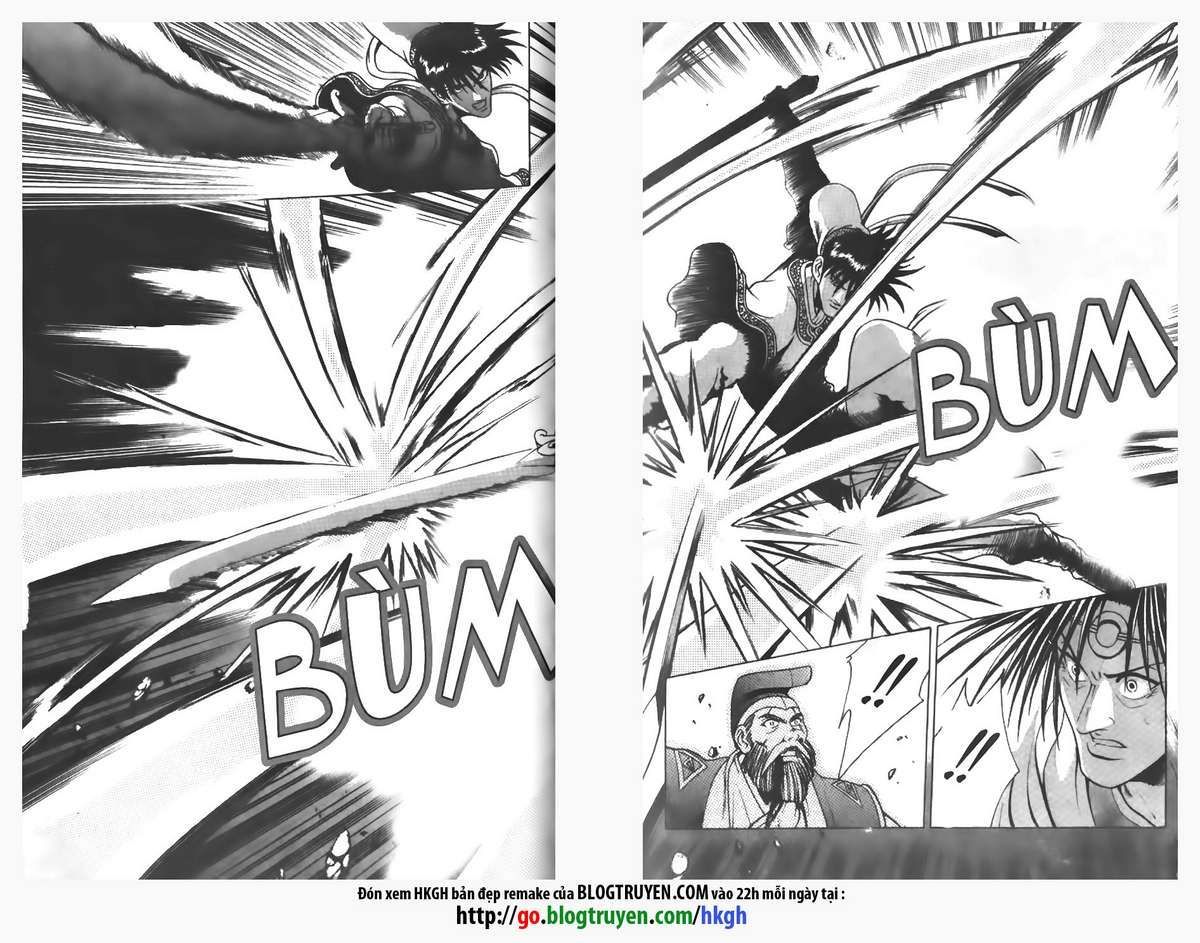 BÙM
BÙM
!!
!!
Đón xem HKGH bản đẹp remake của BLOGTRUYEN.COM vào 22h mỗi ngày tại :
http://go.blogtruyen.com/hkgh